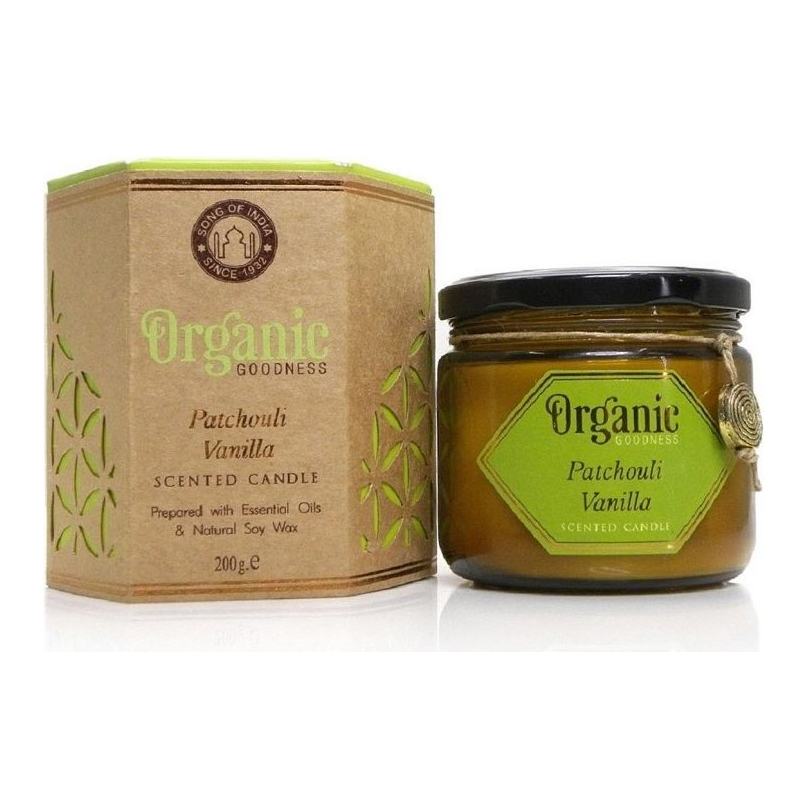 SONG OF INDIA
SINCE 1932
Organic
GOODNESS
Patchouli
Vanilla
SCENTED CANDLE
Prepared with Essential Oils
& Natural Soy Wax
200g.e
Organic
GOODNESS
Patchouli
Vanilla
SCENTED CANDLE